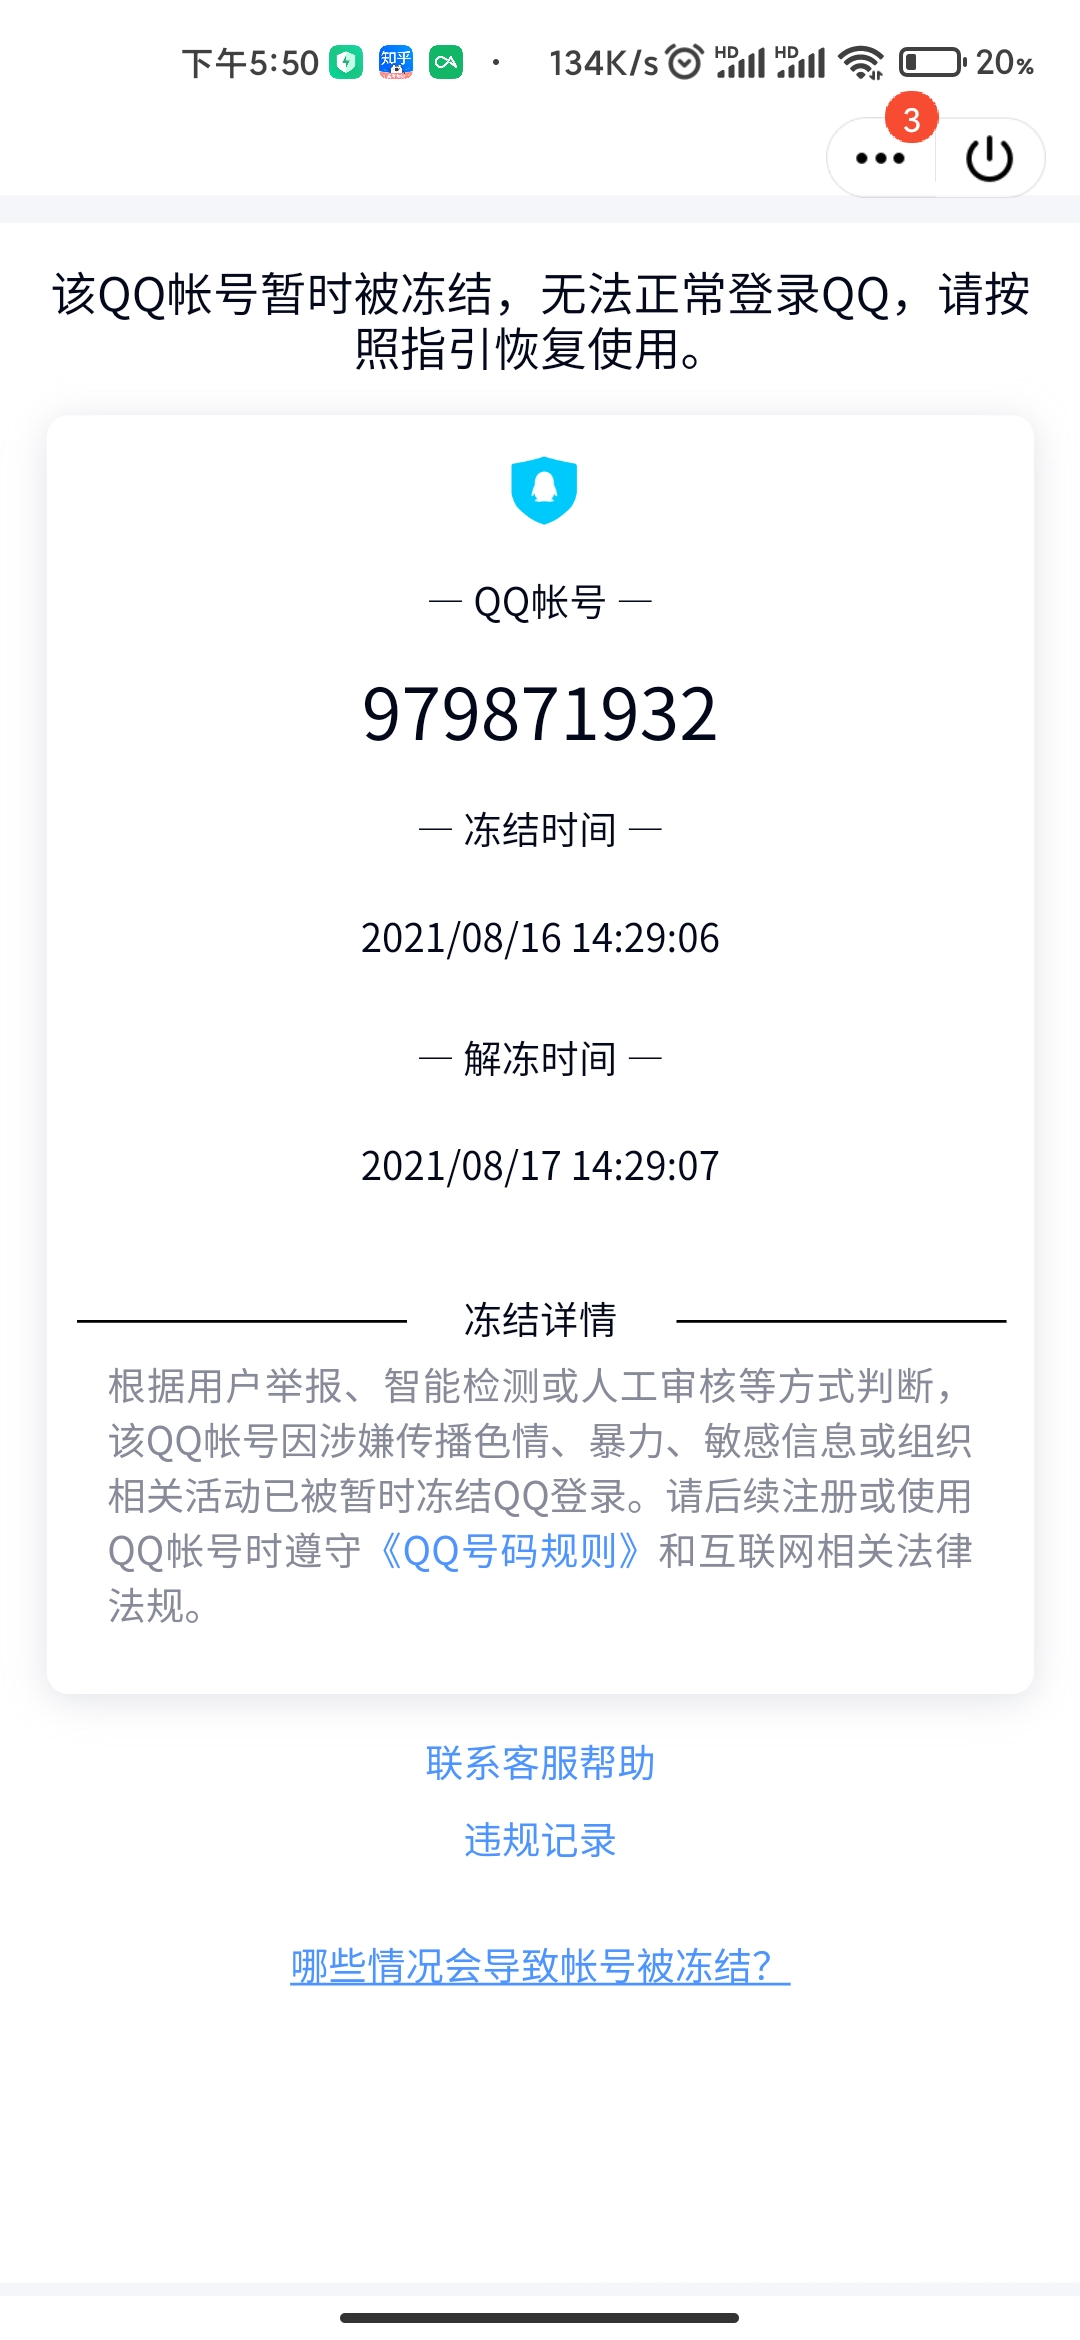 下午5:50 知乎 · 134K/s HD HD 20%
3
该QQ帐号暂时被冻结，无法正常登录QQ，请按
照指引恢复使用。
— QQ帐号 —
979871932
— 冻结时间 —
2021/08/16 14:29:06
— 解冻时间 —
2021/08/17 14:29:07
冻结详情
根据用户举报、智能检测或人工审核等方式判断，
该QQ帐号因涉嫌传播色情、暴力、敏感信息或组织
相关活动已被暂时冻结QQ登录。请后续注册或使用
QQ帐号时遵守《QQ号码规则》和互联网相关法律
法规。
联系客服帮助
违规记录
哪些情况会导致帐号被冻结？